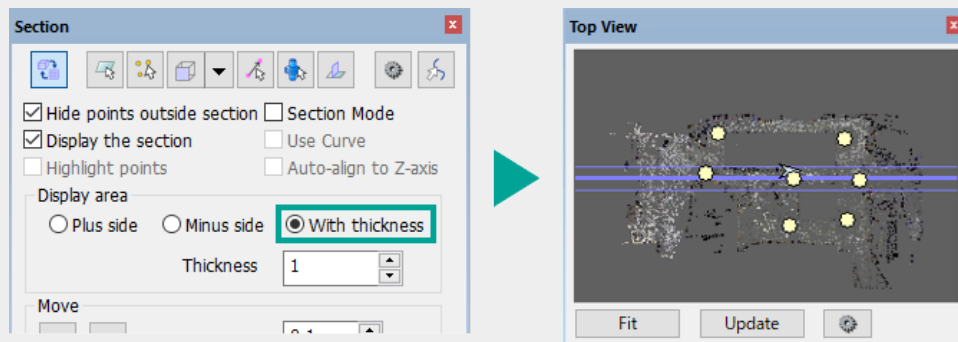 Section
Hide points outside section Section Mode
Display the section Use Curve
Highlight points Auto-align to Z-axis
Display area
Plus side Minus side With thickness
Thickness 1
Move
Top View
Fit Update